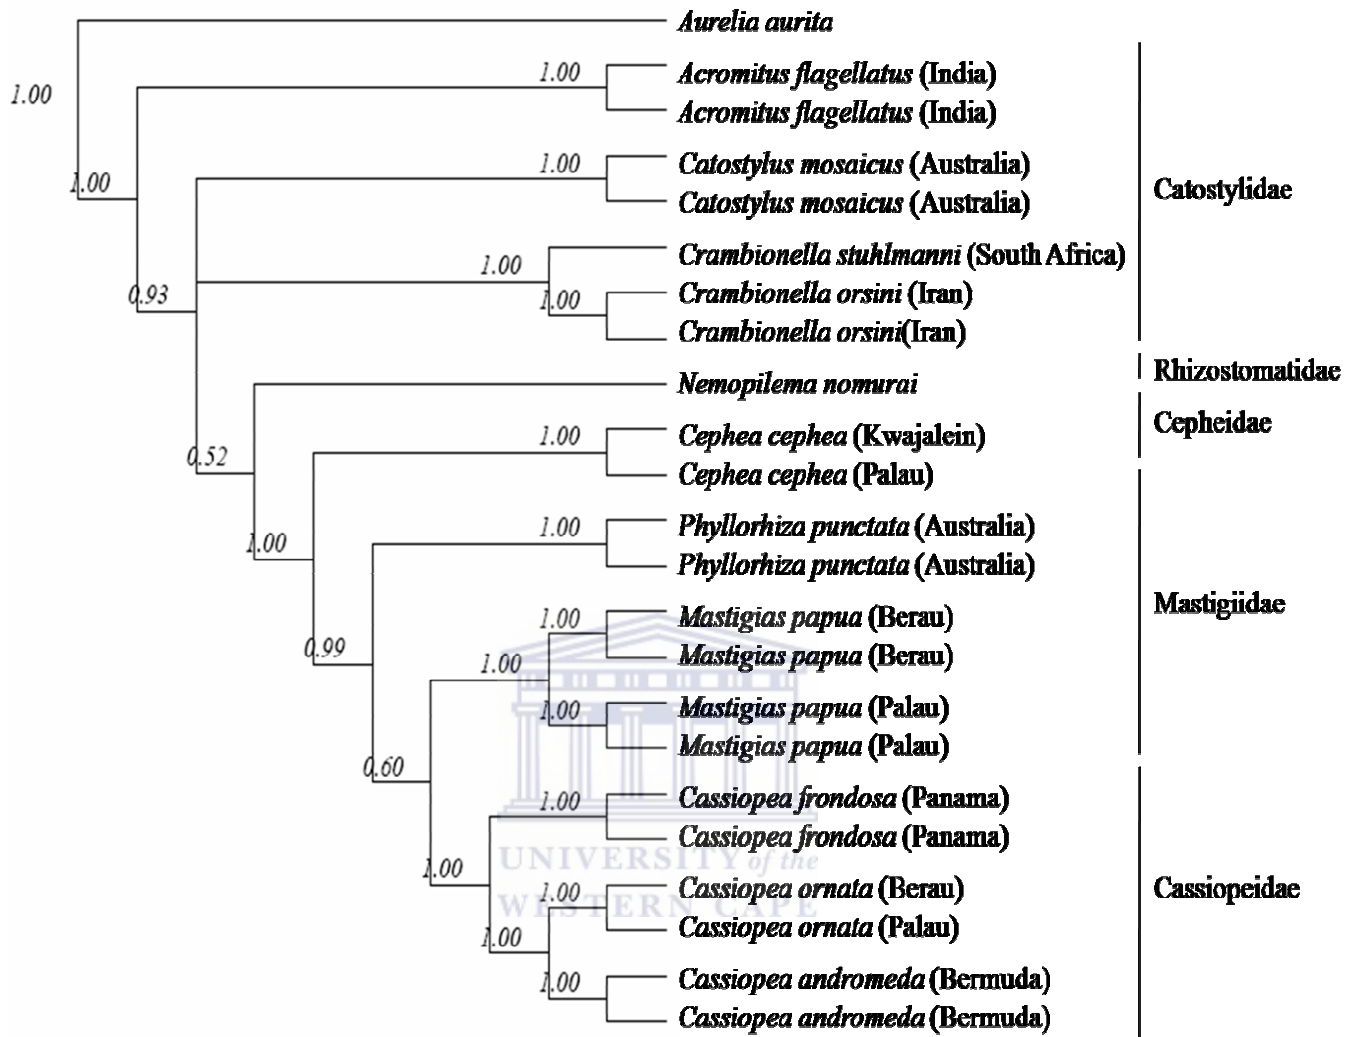 Aurelia aurita
1.00
Acromitus flagellatus (India)
1.00
Acromitus flagellatus (India)
1.00
Catostylus mosaicus (Australia)
1.00
Catostylidae
Catostylus mosaicus (Australia)
Crambionella stuhlmanni (South Africa)
1.00
0.93
1.00
Crambionella orsini (Iran)
Crambionella orsini(Iran)
Rhizostomatidae
Nemopilema nomurai
Cepheidae
1.00
Cephea cephea (Kwajalein)
0.52
Cephea cephea (Palau)
1.00
Phyllorhiza punctata (Australia)
1.00
Phyllorhiza punctata (Australia)
Mastigiidae
1.00
Mastigias papua (Berau)
0.99
1.00
Mastigias papua (Berau)
1.00
Mastigias papua (Palau)
Mastigias papua (Palau)
0.60
1.00
Cassiopea frondosa (Panama)
Cassiopea frondosa (Panama)
1.00
UNIVERSITY of the
1.00
Cassiopea ornata (Berau)
Cassiopeidae
WESTERN CAPE
1.00
Cassiopea ornata (Palau)
1.00
Cassiopea andromeda (Bermuda)
Cassiopea andromeda (Bermuda)